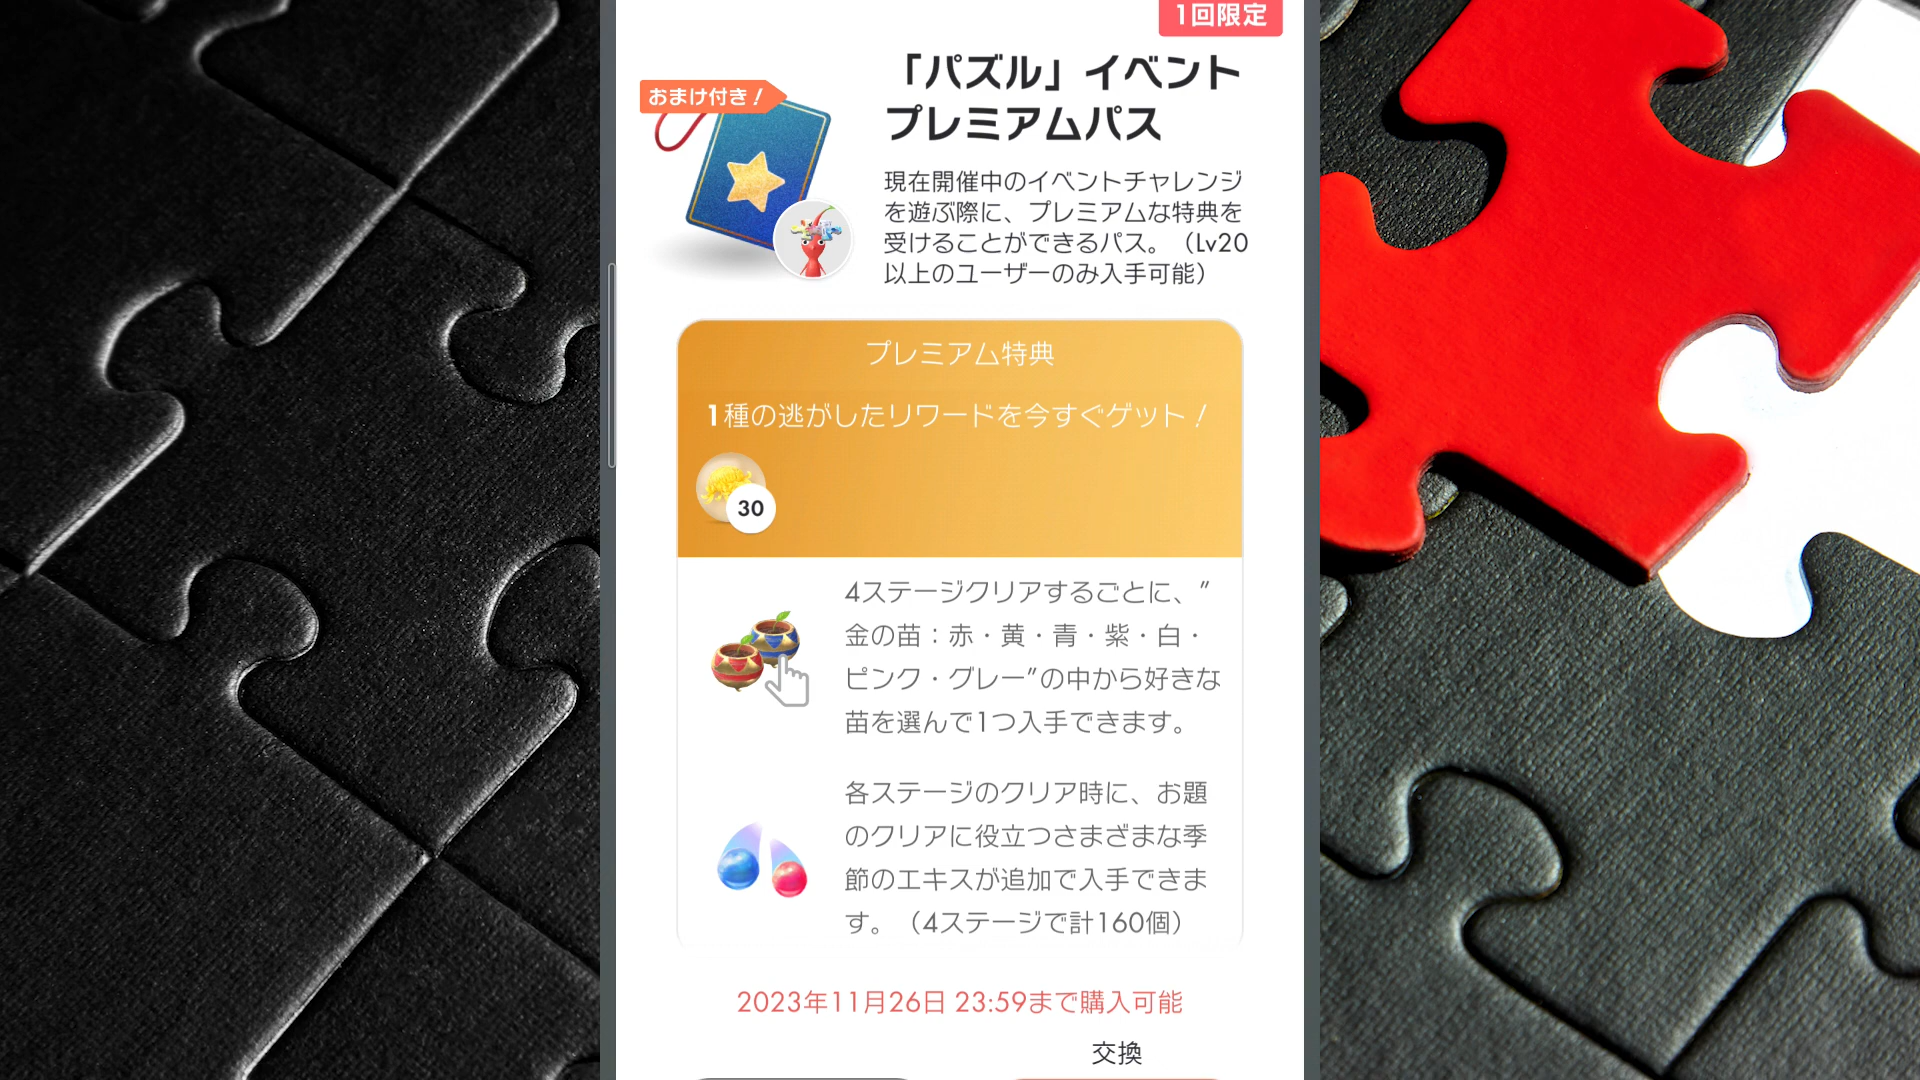 1回限定
おまけ付き！
「パズル」イベント
プレミアムパス
現在開催中のイベントチャレンジ
を遊ぶ際に、プレミアムな特典を
受けることができるパス。（Lv20
以上のユーザーのみ入手可能）
プレミアム特典
1種の逃がしたリワードを今すぐゲット！
30
4ステージクリアするごとに、”
金の苗：赤・黄・青・紫・白・
ピンク・グレー”の中から好きな
苗を選んで1つ入手できます。
各ステージのクリア時に、お題
のクリアに役立つさまざまな季
節のエキスが追加で入手できま
す。（4ステージで計160個）
2023年11月26日 23:59まで購入可能
交換